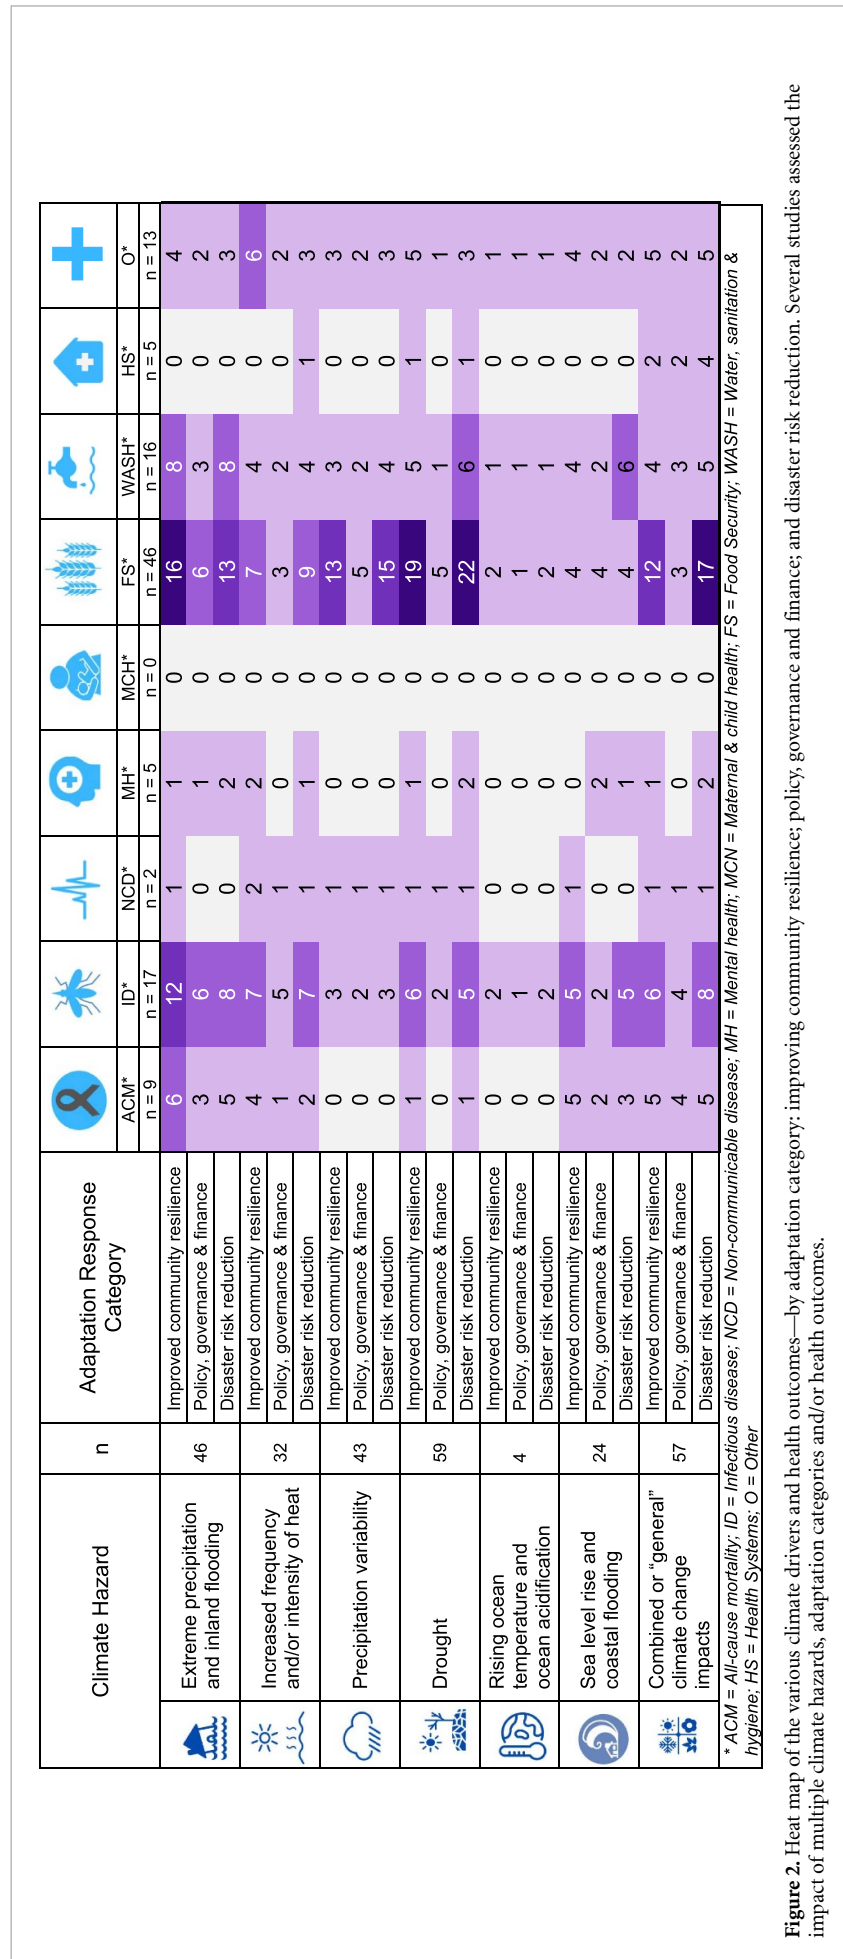 Climate Hazard n Adaptation Response Category ACM* ID* NCD* MH* MCH* FS* WASH* HS* O*
n = 9 n = 17 n = 2 n = 5 n = 0 n = 46 n = 16 n = 5 n = 13
Extreme precipitation and inland flooding 46
Improved community resilience 6 12 1 1 0 16 8 0 4
Policy, governance & finance 3 6 0 1 0 6 3 0 2
Disaster risk reduction 5 8 0 2 0 13 8 0 3
Increased frequency and/or intensity of heat 32
Improved community resilience 4 7 2 2 0 7 4 0 6
Policy, governance & finance 1 5 1 0 0 3 2 0 2
Disaster risk reduction 2 7 1 1 0 9 4 1 3
Precipitation variability 43
Improved community resilience 0 3 1 0 0 13 3 0 3
Policy, governance & finance 0 2 1 0 0 5 2 0 2
Disaster risk reduction 0 3 1 0 0 15 4 0 3
Drought 59
Improved community resilience 1 6 1 1 0 19 5 1 5
Policy, governance & finance 0 2 1 0 0 5 1 0 1
Disaster risk reduction 1 5 1 2 0 22 6 1 3
Rising ocean temperature and ocean acidification 4
Improved community resilience 0 2 0 0 0 2 1 0 1
Policy, governance & finance 0 1 0 0 0 1 1 0 1
Disaster risk reduction 0 2 0 0 0 2 1 0 1
Sea level rise and coastal flooding 24
Improved community resilience 5 5 1 0 0 4 4 0 4
Policy, governance & finance 2 2 0 2 0 4 2 0 2
Disaster risk reduction 3 5 0 1 0 4 6 0 2
Combined or “general” climate change impacts 57
Improved community resilience 5 6 1 1 0 12 4 2 5
Policy, governance & finance 4 4 1 0 0 3 3 2 2
Disaster risk reduction 5 8 1 2 0 17 5 4 5
* ACM = All-cause mortality; ID = Infectious disease; NCD = Non-communicable disease; MH = Mental health; MCN = Maternal & child health; FS = Food Security; WASH = Water, sanitation &
hygiene; HS = Health Systems; O = Other
Figure 2. Heat map of the various climate drivers and health outcomes—by adaptation category: improving community resilience; policy, governance and finance; and disaster risk reduction. Several studies assessed the
impact of multiple climate hazards, adaptation categories and/or health outcomes.